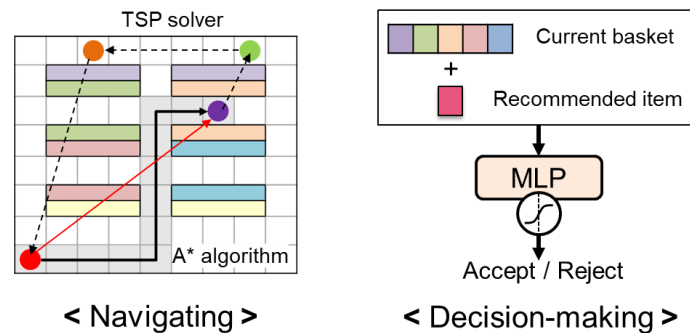 TSP solver
A* algorithm
< Navigating >
Current basket
+
Recommended item
MLP
Accept / Reject
< Decision-making >